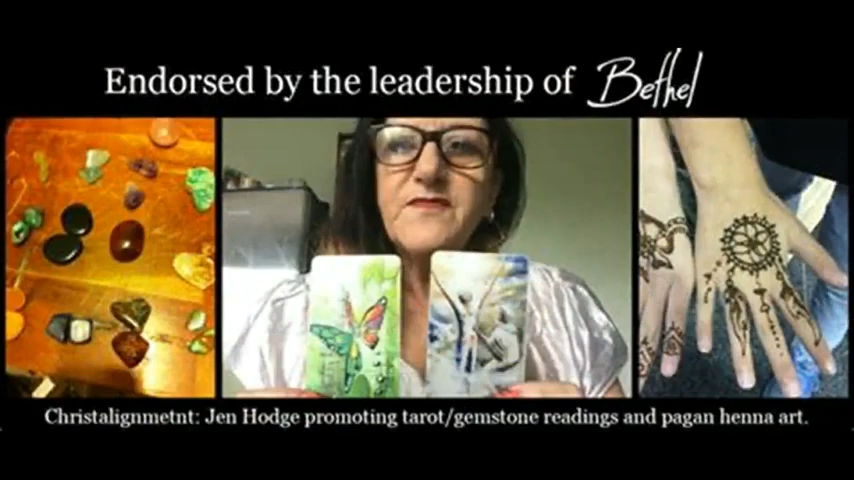 Endorsed by the leadership of Bethel
Christalignmetnt: Jen Hodge promoting tarot/gemstone readings and pagan henna art.